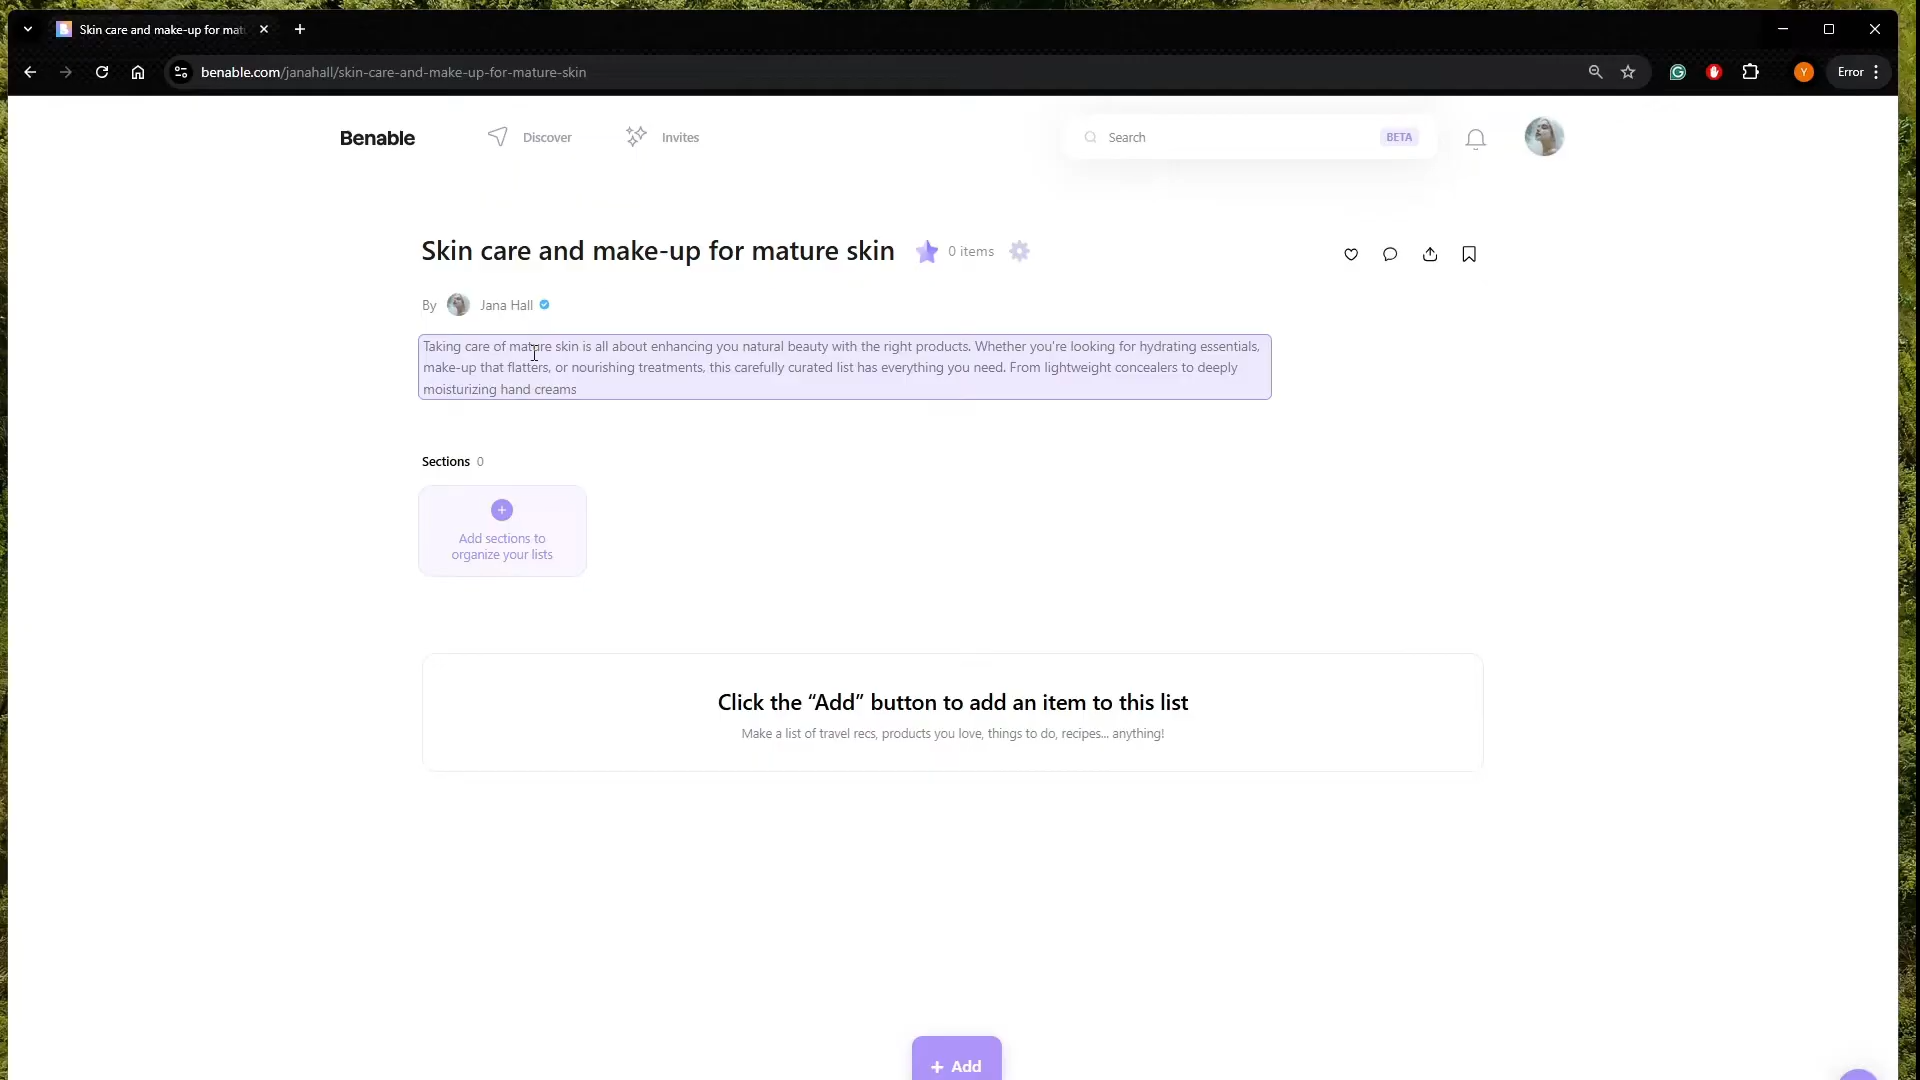 Skin care and make-up for mat
benable.com/janahall/skin-care-and-make-up-for-mature-skin
Y
Error
Benable
Discover
Invites
Search
BETA
Skin care and make-up for mature skin
0 items
By
Jana Hall
Taking care of mature skin is all about enhancing you natural beauty with the right products. Whether you're looking for hydrating essentials,
make-up that flatters, or nourishing treatments, this carefully curated list has everything you need. From lightweight concealers to deeply
moisturizing hand creams
Sections 0
Add sections to
organize your lists
Click the “Add” button to add an item to this list
Make a list of travel recs, products you love, things to do, recipes... anything!
+ Add